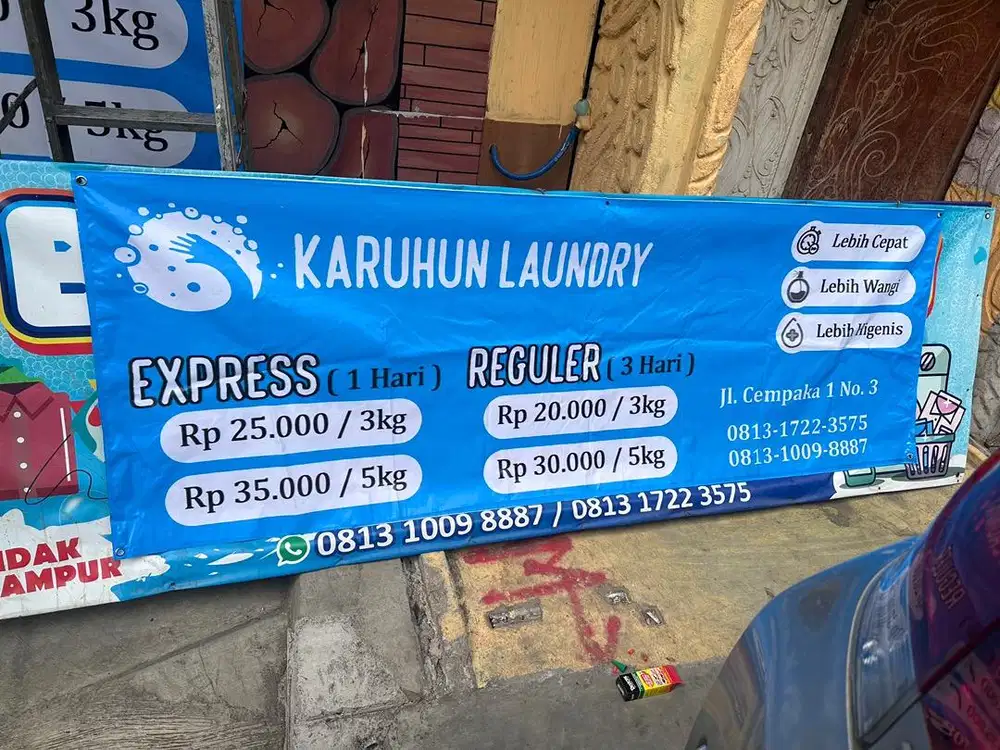 3kg
5kg
KARUHUN LAUNDRY
Lebih Cepat
Lebih Wangi
Lebih Higenis
EXPRESS ( 1 Hari )
Rp 25.000 / 3kg
Rp 35.000 / 5kg
REGULER ( 3 Hari )
Rp 20.000 / 3kg
Rp 30.000 / 5kg
Jl. Cempaka 1 No. 3
0813-1722-3575
0813-1009-8887
0813 1009 8887 / 0813 1722 3575
IDAK
AMPUR